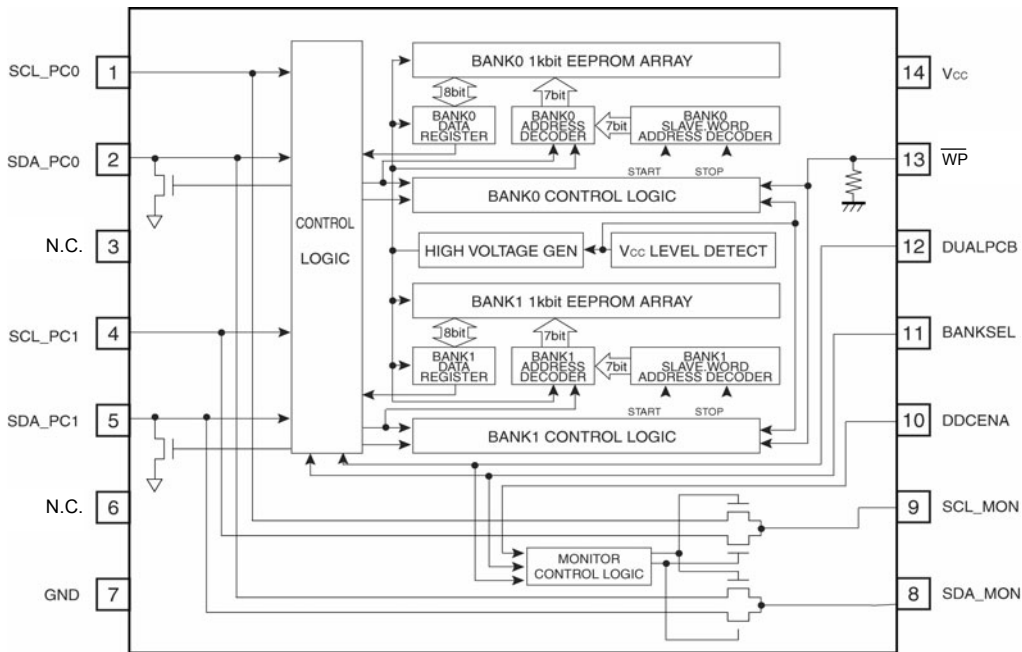 SCL_PC0 1
SDA_PC0 2
N.C. 3
SCL_PC1 4
SDA_PC1 5
N.C. 6
GND 7
CONTROL
LOGIC
BANK0 1kbit EEPROM ARRAY
8bit
7bit
BANK0
DATA
REGISTER
BANK0
ADDRESS
DECODER
7bit
BANK0
SLAVE.WORD
ADDRESS DECODER
START STOP
BANK0 CONTROL LOGIC
HIGH VOLTAGE GEN
VCC LEVEL DETECT
BANK1 1kbit EEPROM ARRAY
8bit
7bit
BANK1
DATA
REGISTER
BANK1
ADDRESS
DECODER
7bit
BANK1
SLAVE.WORD
ADDRESS DECODER
START STOP
BANK1 CONTROL LOGIC
MONITOR
CONTROL LOGIC
14 VCC
13 WP
12 DUALPCB
11 BANKSEL
10 DDCENA
9 SCL_MON
8 SDA_MON